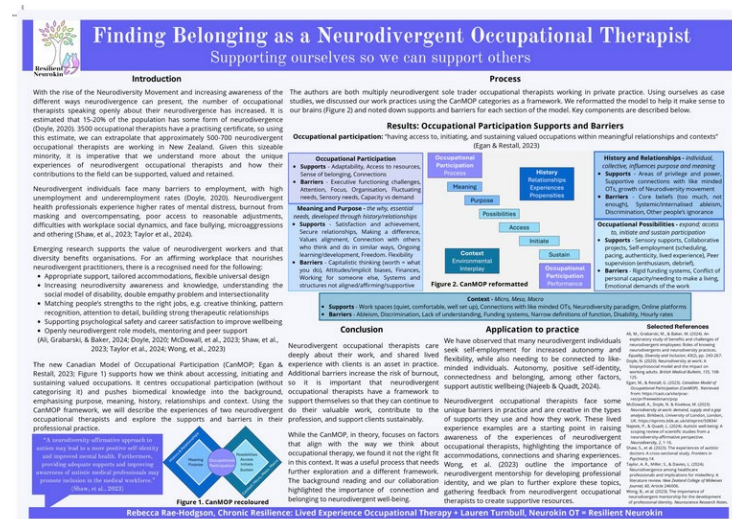 Finding Belonging as a Neurodivergent Occupational Therapist
Supporting ourselves so we can support others
Resilient
Neurokin
Introduction
With the rise of the Neurodiversity Movement and increasing awareness of the
different ways neurodivergence can present, the number of occupational
therapists speaking openly about their neurodivergence has increased. It is
estimated that 15-20% of the population has some form of neurodivergence
(Doyle, 2020). 3500 occupational therapists have a practising certificate, so using
this estimate, we can extrapolate that approximately 500-700 neurodivergent
occupational therapists are working in New Zealand. Given this sizeable
minority, it is imperative that we understand more about the unique
experiences of neurodivergent occupational therapists and how their
contributions to the field can be supported, valued and retained.
Neurodivergent individuals face many barriers to employment, with high
unemployment and underemployment rates (Doyle, 2020). Neurodivergent
health professionals experience higher rates of mental distress, burnout from
masking and overcompensating, poor access to reasonable adjustments,
difficulties with workplace social dynamics, and face bullying, microaggressions
and othering (Shaw, et al., 2023; Taylor et al., 2024).
Emerging research supports the value of neurodivergent workers and that
diversity benefits organisations. For an affirming workplace that nourishes
neurodivergent practitioners, there is a recognised need for the following:
• Appropriate support, tailored accommodations, flexible universal design
• Increasing neurodiversity awareness and knowledge, understanding the
social model of disability, double empathy problem and intersectionality
• Matching people's strengths to the right jobs, e.g. creative thinking, pattern
recognition, attention to detail, building strong therapeutic relationships
• Supporting psychological safety and career satisfaction to improve wellbeing
• Openly neurodivergent role models, mentoring and peer support
(Ali, Grabarski, & Baker, 2024; Doyle, 2020; McDowall, et al., 2023; Shaw, et al.,
2023; Taylor et al., 2024; Wong, et al., 2023)
The new Canadian Model of Occupational Participation (CanMOP; Egan &
Restall, 2023; Figure 1) supports how we think about accessing, initiating and
sustaining valued occupations. It centres occupational participation (without
categorising it) and pushes biomedical knowledge into the background,
emphasising purpose, meaning, history, relationships and context. Using the
CanMOP framework, we will describe the experiences of two neurodivergent
occupational therapists and explore the supports and barriers in their
professional practice.
"A neurodiversity-affirmative approach to
autism may lead to a more positive self-identity
and improved mental health. Furthermore,
providing adequate supports and improving
awareness of autistic medical professionals may
promote inclusion in the medical workforce."
(Shaw, et al., 2023)
Meaning
Purpose
Occupational
Participation
Possibilities
Access
Initiate
Sustain
Figure 1. CanMOP recoloured
Process
The authors are both multiply neurodivergent sole trader occupational therapists working in private practice. Using ourselves as case
studies, we discussed our work practices using the CanMOP categories as a framework. We reformatted the model to help it make sense to
our brains (Figure 2) and noted down supports and barriers for each section of the model. Key components are described below.
Results: Occupational Participation Supports and Barriers
Occupational participation: "having access to, initiating, and sustaining valued occupations within meaningful relationships and contexts"
(Egan & Restall, 2023)
Occupational Participation
• Supports - Adaptability, Access to resources,
Sense of belonging, Connections
• Barriers - Executive functioning challenges,
Attention, Focus, Organisation, Fluctuating
needs, Sensory needs, Capacity vs demand
Meaning and Purpose - the why, essential
needs, developed through history/relationships
• Supports - Satisfaction and achievement,
Secure relationships, Making a difference,
Values alignment, Connection with others
who think and do in similar ways, Ongoing
learning/development, Freedom, Flexibility
• Barriers - Capitalistic thinking (worth = what
you do), Attitudes/implicit biases, Finances,
Working for someone else, Systems and
structures not aligned/affirming/supportive
Occupational
Participation
Process
Meaning
Purpose
Possibilities
Access
Initiate
Sustain
History
Relationships
Experiences
Propensities
Context
Environmental
Interplay
Occupational
Participation
Performance
Figure 2. CanMOP reformatted
History and Relationships - individual,
collective, influences purpose and meaning
• Supports - Areas of privilege and power,
Supportive connections with like minded
OTs, growth of Neurodiversity movement
• Barriers - Core beliefs (too much, not
enough), Systemic/internalised ableism,
Discrimination, Other people's ignorance
Occupational Possibilities - expand, access
to, initiate and sustain participation
• Supports - Sensory supports, Collaborative
projects, Self-employment (scheduling,
pacing, authenticity, lived experience), Peer
supervision (enthusiasm, debrief),
• Barriers - Rigid funding systems, Conflict of
personal capacity/needing to make a living,
Emotional demands of the work
Context - Micro, Meso, Macro
• Supports - Work spaces (quiet, comfortable, well set up), Connections with like minded OTs, Neurodiversity paradigm, Online platforms
• Barriers - Ableism, Discrimination, Lack of understanding, Funding systems, Narrow definitions of function, Disability, Hourly rates
Conclusion
Neurodivergent occupational therapists care
deeply about their work, and shared lived
experience with clients is an asset in practice.
Additional barriers increase the risk of burnout,
so it is important that neurodivergent
occupational therapists have a framework to
support themselves so that they can continue to
do their valuable work, contribute to the
profession, and support clients sustainably.
While the CanMOP, in theory, focuses on factors
that align with the way we think about
occupational therapy, we found it not the right fit
in this context. It was a useful process that needs
further exploration and a different framework.
The background reading and our collaboration
highlighted the importance of connection and
belonging to neurodivergent well-being.
Application to practice
We have observed that many neurodivergent individuals
seek self-employment for increased autonomy and
flexibility, while also needing to be connected to like-
minded individuals. Autonomy, positive self-identity,
connectedness and belonging, among other factors,
support autistic wellbeing (Najeeb & Quadt, 2024).
Neurodivergent occupational therapists face some
unique barriers in practice and are creative in the types
of supports they use and how they work. These lived
experience examples are a starting point in raising
awareness of the experiences of neurodivergent
occupational therapists, highlighting the importance of
accommodations, connections and sharing experiences.
Wong, et al. (2023) outline the importance of
neurodivergent mentorship for developing professional
identity, and we plan to further explore these topics,
gathering feedback from neurodivergent occupational
therapists to create supportive resources.
Selected References
Rebecca Rae-Hodgson, Chronic Resilience: Lived Experience Occupational Therapy + Lauren Turnbull, Neurokin OT = Resilient Neurokin